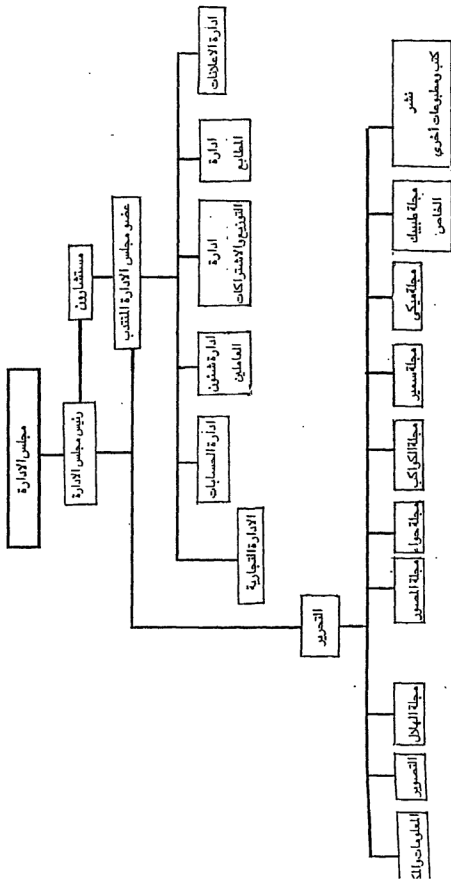 مجلس الادارة
رئيس مجلس الادارة
مستشارون
عضو مجلس الادارة المنتدب
ادارة الاعلانات
ادارة
المطابع
ادارة
التوزيع والاشتراكات
ادارة شئون
العاملين
ادارة الحسابات
الادارة التجارية
التحرير
نشر
كتب ومطبوعات أخرى
مجلة طبيبك
الخاص
مجلة ميكى
مجلة سمير
مجلة الكواكب
مجلة حواء
مجلة المصور
مجلة الهلال
التصوير
المعلومات